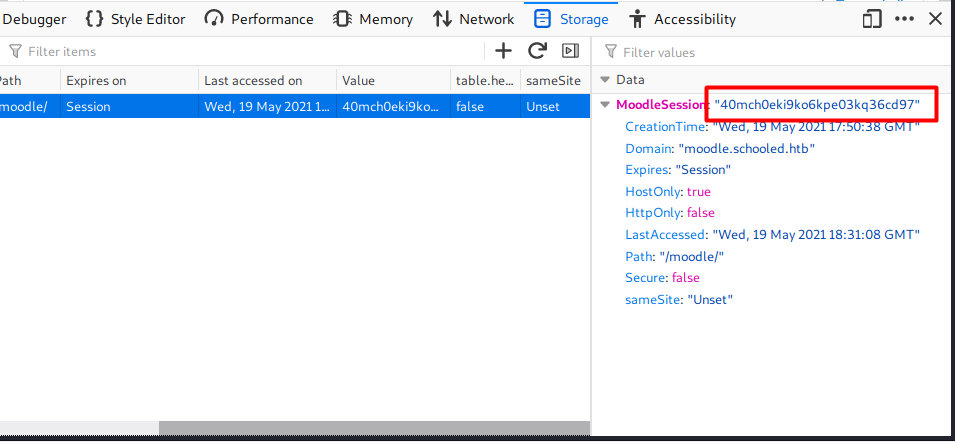 Debugger {} Style Editor Performance Memory Network Storage Accessibility
Filter items
Filter values
Path Expires on Last accessed on Value table.he... sameSite
moodle/ Session Wed, 19 May 2021 1... 40mch0eki9ko... false Unset
Data
MoodleSession: "40mch0eki9ko6kpe03kq36cd97"
CreationTime: "Wed, 19 May 2021 17:50:38 GMT"
Domain: "moodle.schooled.htb"
Expires: "Session"
HostOnly: true
HttpOnly: false
LastAccessed: "Wed, 19 May 2021 18:31:08 GMT"
Path: "/moodle/"
Secure: false
sameSite: "Unset"